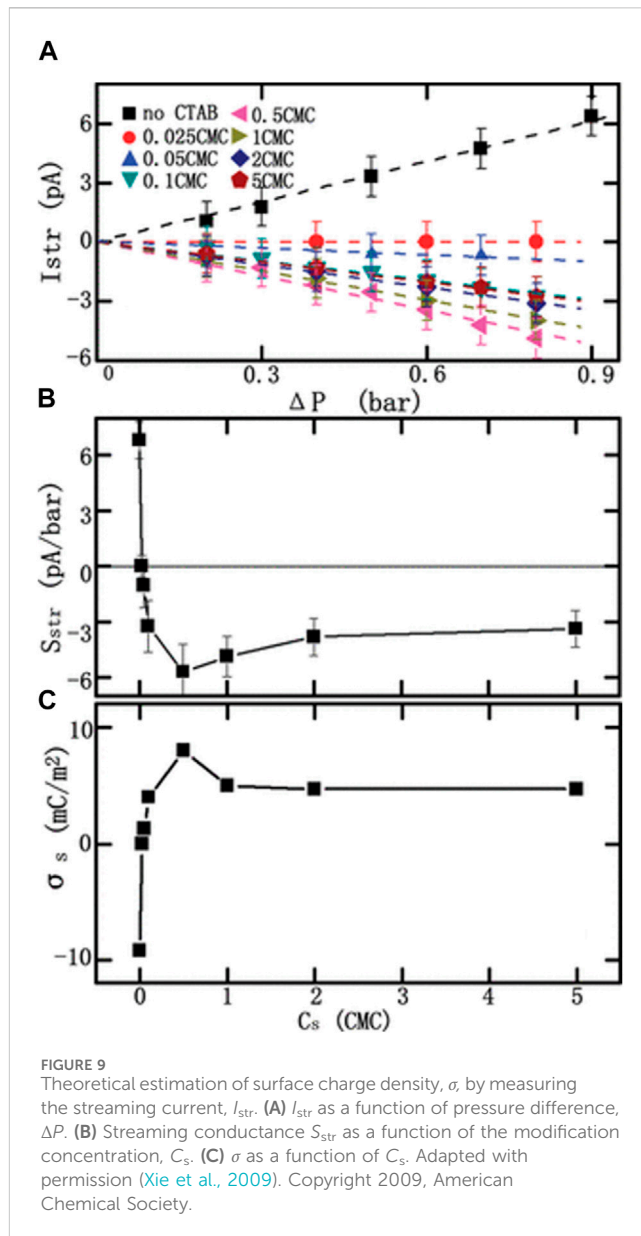 A
no CTAB
0.025CMC
0.05CMC
0.1CMC
0.5CMC
1CMC
2CMC
5CMC
Istr (pA)
6
3
0
-3
-6
0
0.3
0.6
0.9
ΔP (bar)
B
Sstr (pA/bar)
6
3
0
-3
-6
C
σs (mC/m²)
10
0
-10
0
1
2
3
4
5
Cs (CMC)
FIGURE 9
Theoretical estimation of surface charge density, σ, by measuring
the streaming current, Istr. (A) Istr as a function of pressure difference,
ΔP. (B) Streaming conductance Sstr as a function of the modification
concentration, Cs. (C) σ as a function of Cs. Adapted with
permission (Xie et al., 2009). Copyright 2009, American
Chemical Society.